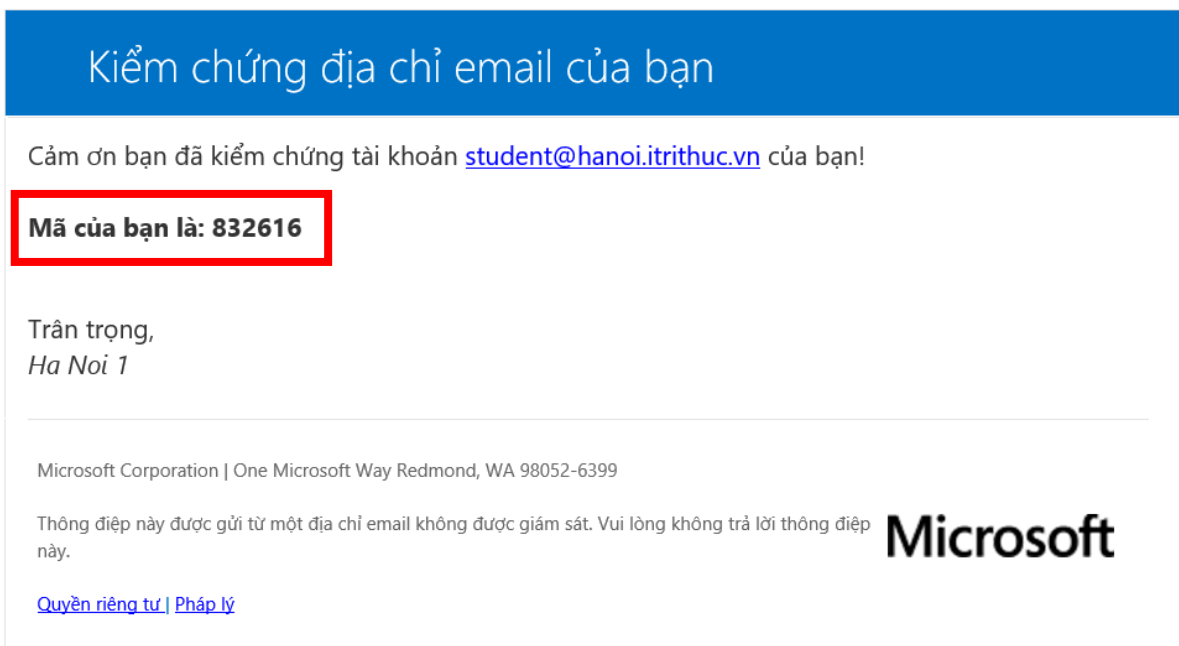 Kiểm chứng địa chỉ email của bạn
Cảm ơn bạn đã kiểm chứng tài khoản student@hanoi.itrithuc.vn của bạn!
Mã của bạn là: 832616
Trân trọng,
Ha Noi 1
Microsoft Corporation | One Microsoft Way Redmond, WA 98052-6399
Thông điệp này được gửi từ một địa chỉ email không được giám sát. Vui lòng không trả lời thông điệp
này.
Microsoft
Quyền riêng tư | Pháp lý